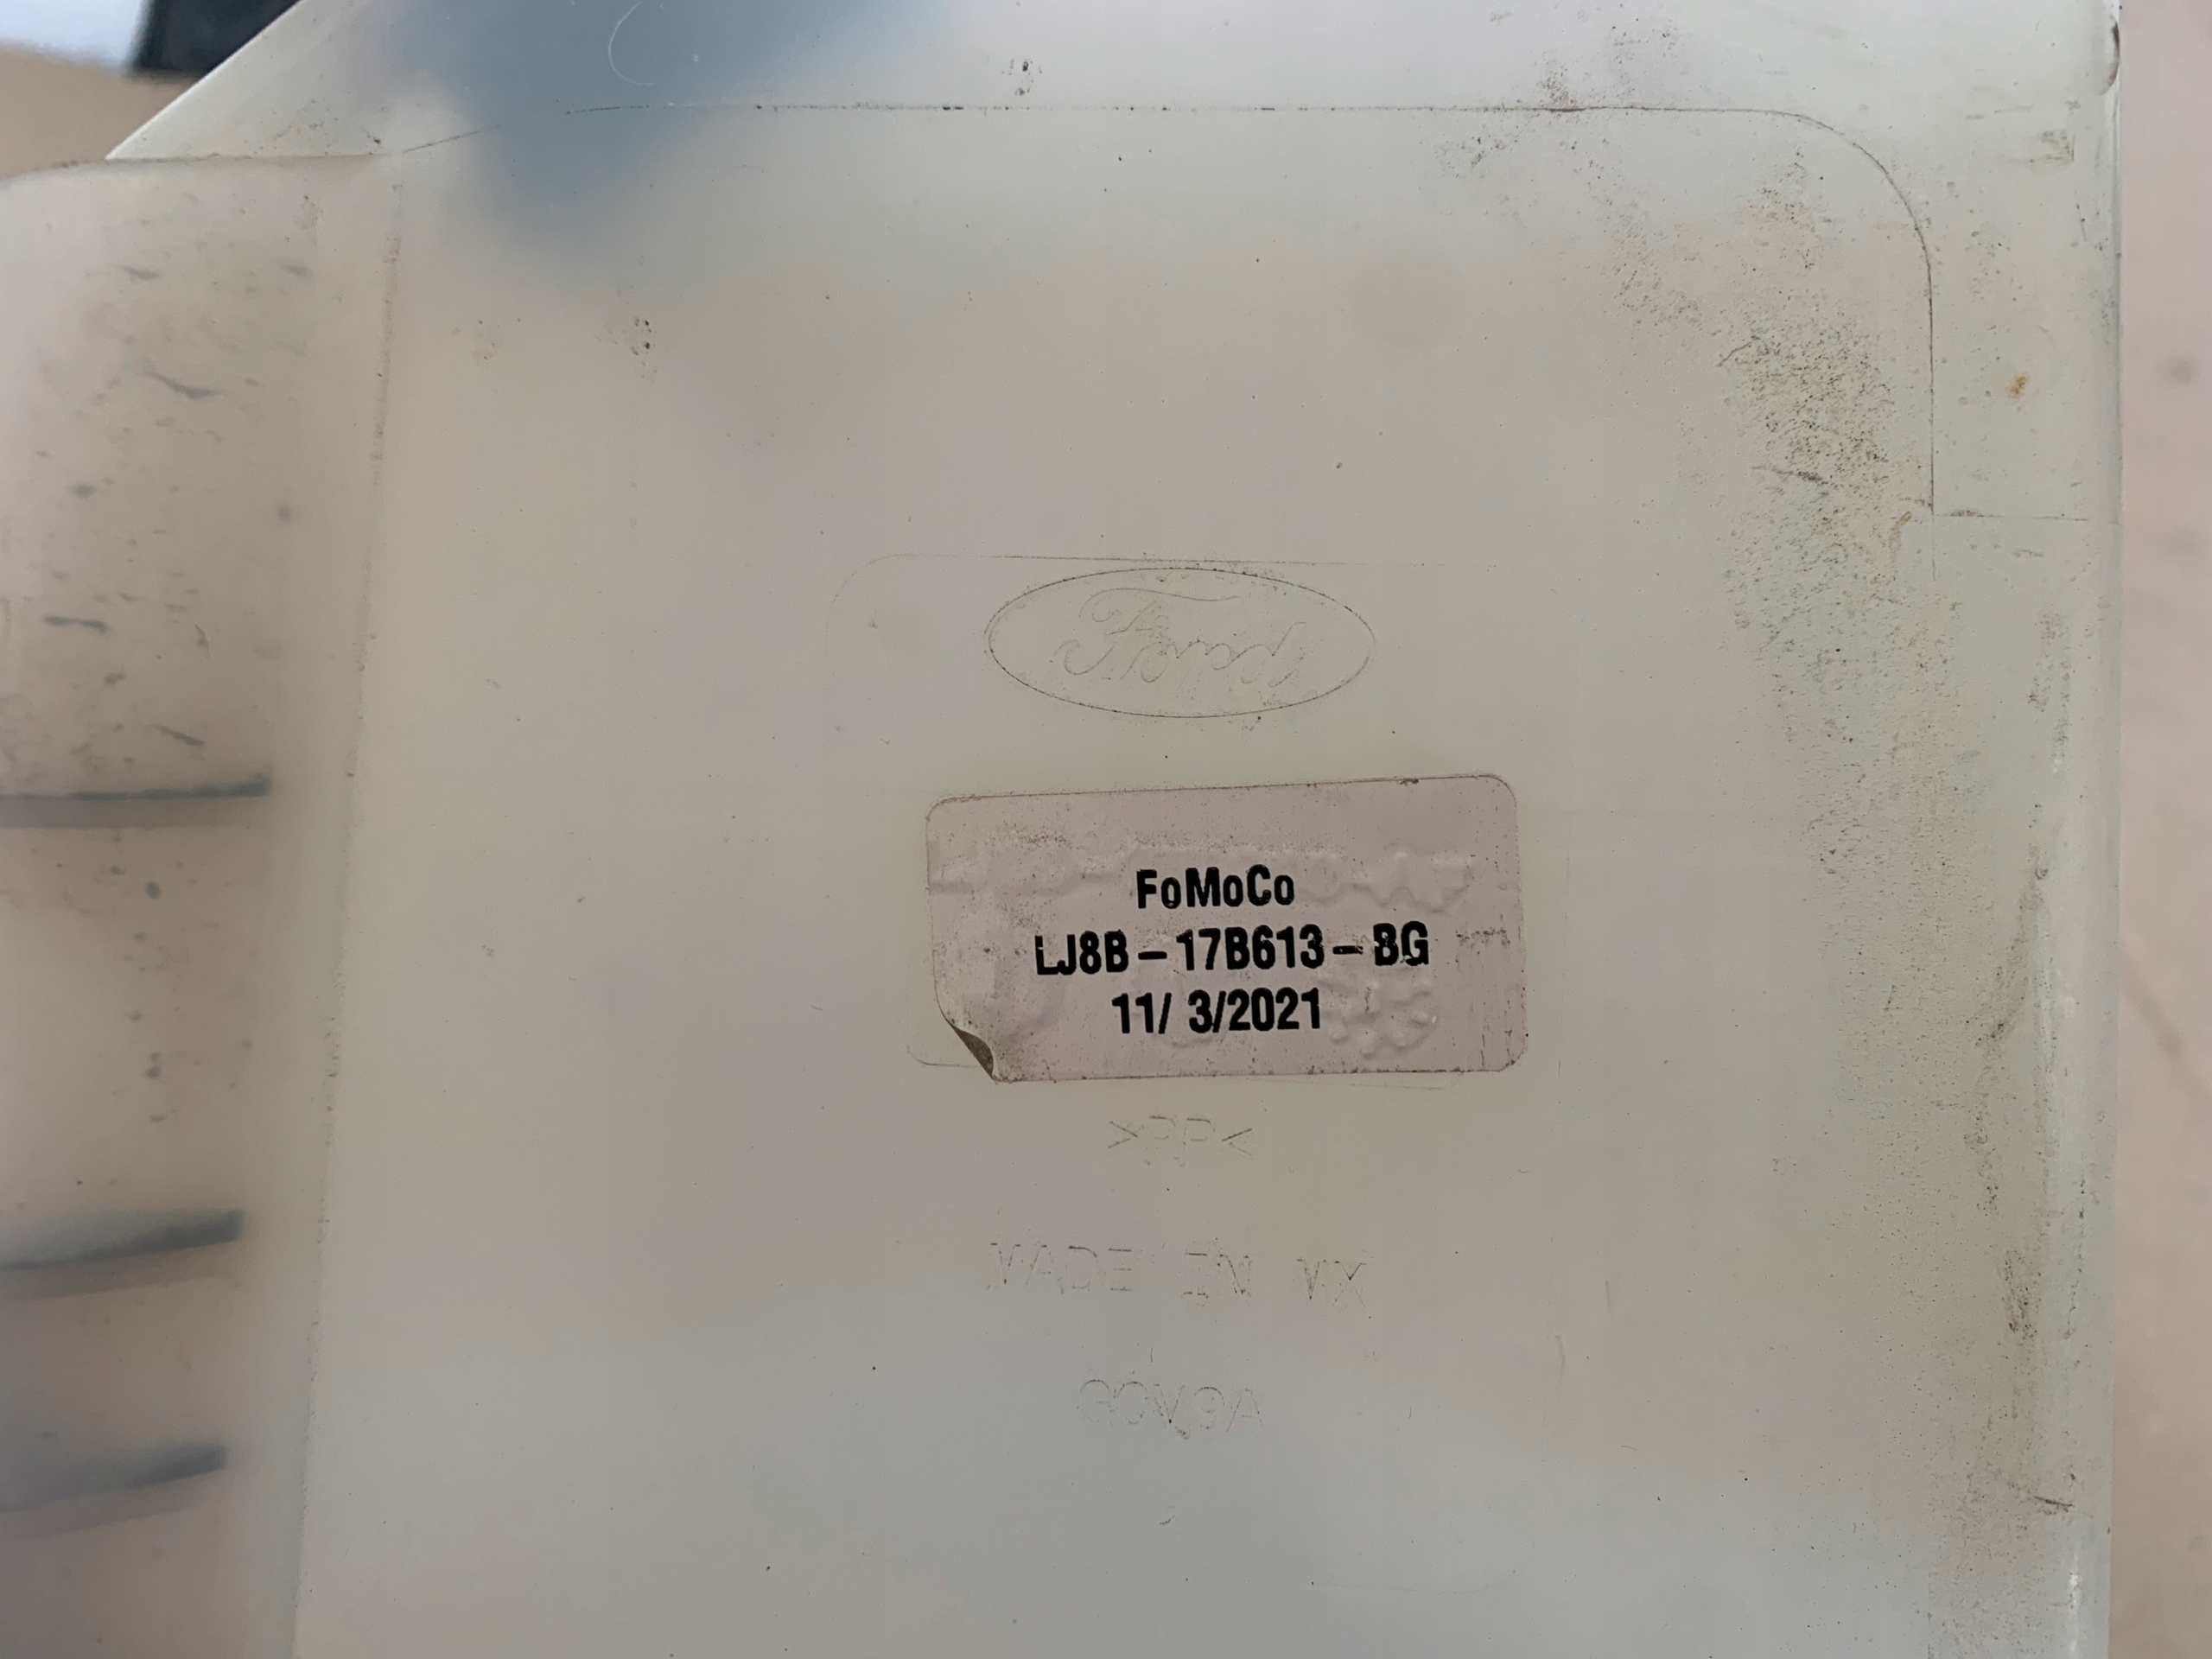 Ford
FoMoCo
LJ8B - 17B613 - BG
11/ 3/2021
>PP<
MADE IN MX